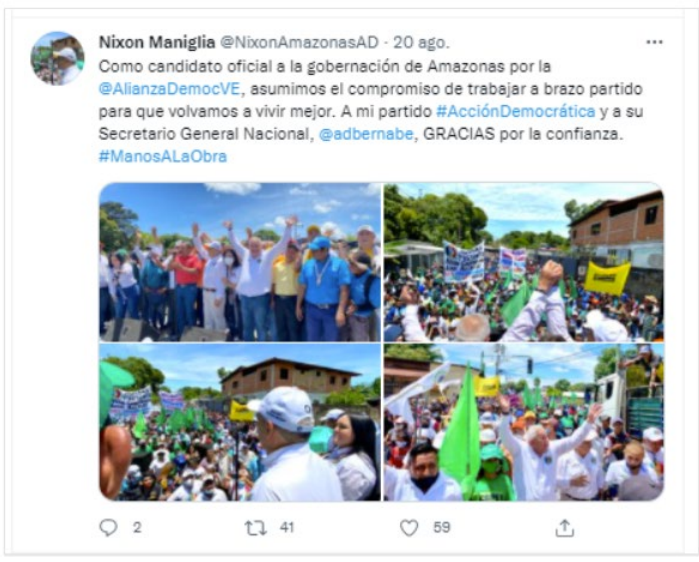 Nixon Maniglia @NixonAmazonasAD · 20 ago.
Como candidato oficial a la gobernación de Amazonas por la
@AlianzaDemocVE, asumimos el compromiso de trabajar a brazo partido
para que volvamos a vivir mejor. A mi partido #AcciónDemocrática y a su
Secretario General Nacional, @adbernabe, GRACIAS por la confianza.
#ManosALaObra
2 41 59